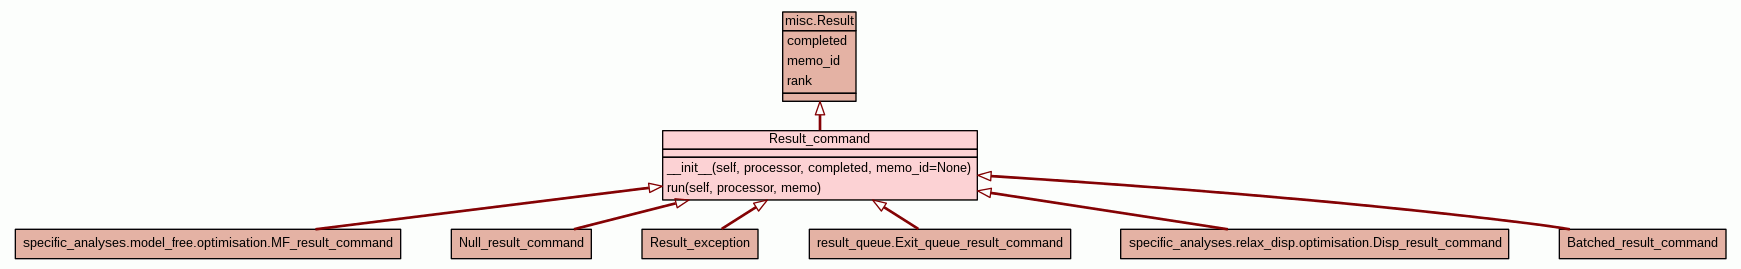 misc.Result
completed
memo_id
rank
Result_command
__init__(self, processor, completed, memo_id=None)
run(self, processor, memo)
specific_analyses.model_free.optimisation.MF_result_command
Null_result_command
Result_exception
result_queue.Exit_queue_result_command
specific_analyses.relax_disp.optimisation.Disp_result_command
Batched_result_command